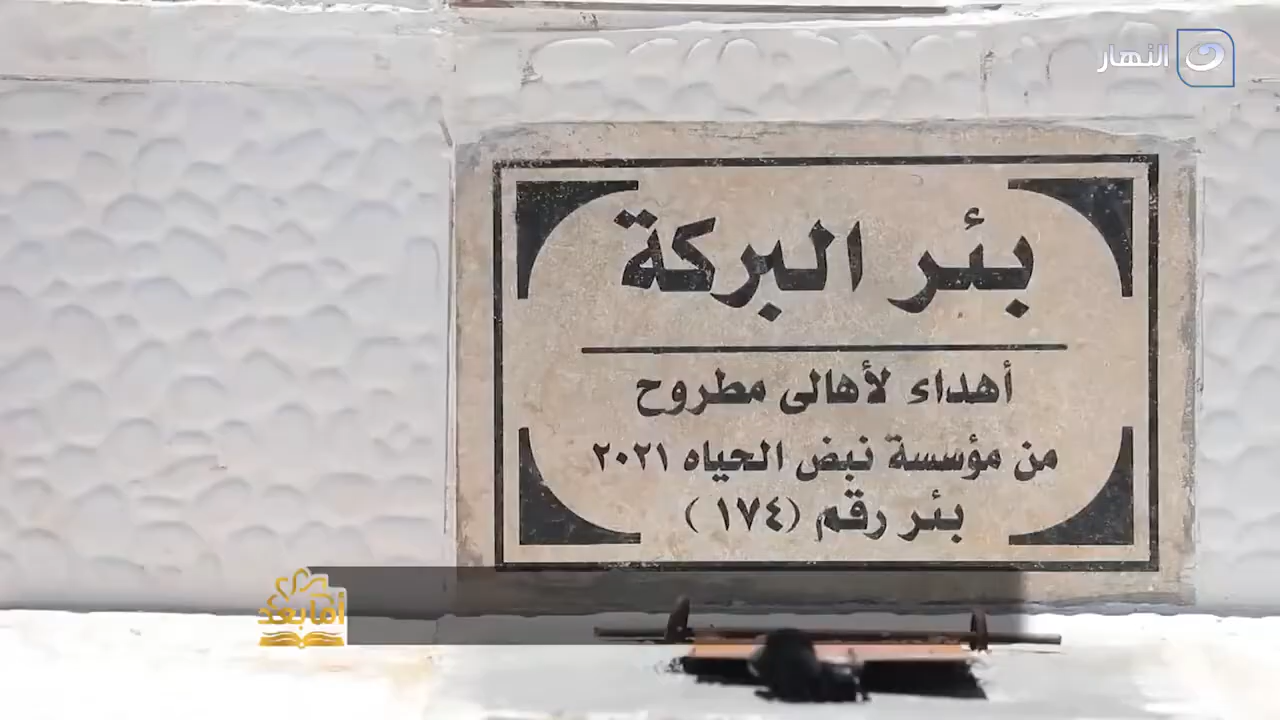 النهار
بئر البركة
أهداء لأهالى مطروح
من مؤسسة نبض الحياه ٢٠٢١
بئر رقم (١٧٤)
أما بعد